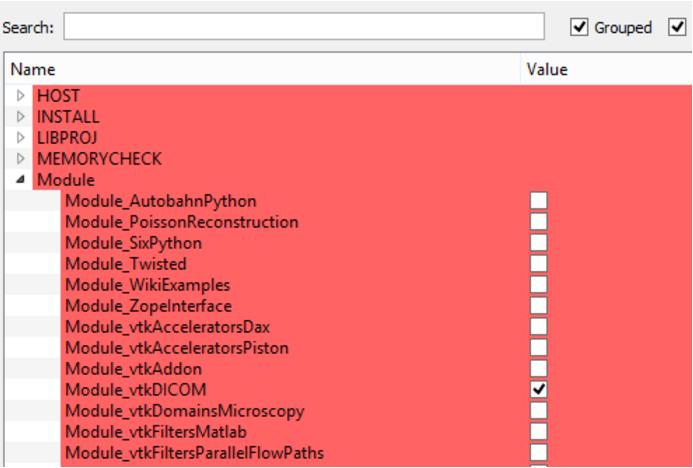 Search: Grouped
Name Value
HOST
INSTALL
LIBPROJ
MEMORYCHECK
Module
Module_AutobahnPython
Module_PoissonReconstruction
Module_SixPython
Module_Twisted
Module_WikiExamples
Module_ZopeInterface
Module_vtkAcceleratorsDax
Module_vtkAcceleratorsPiston
Module_vtkAddon
Module_vtkDICOM
Module_vtkDomainsMicroscopy
Module_vtkFiltersMatlab
Module_vtkFiltersParallelFlowPaths